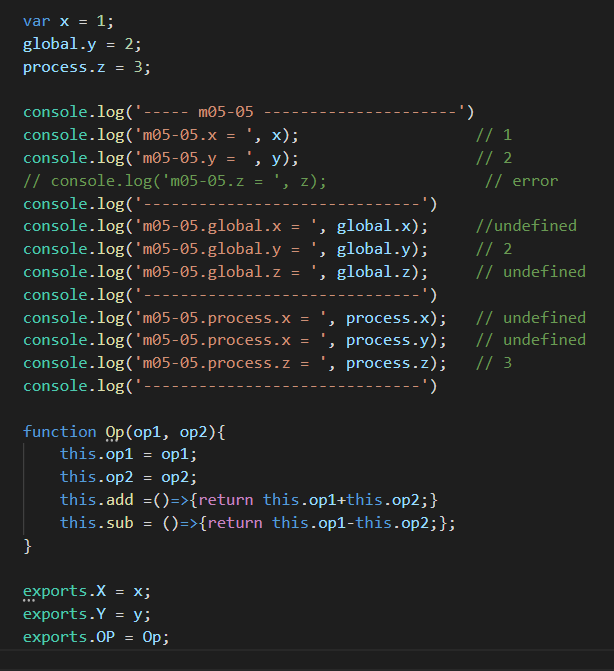 var x = 1;
global.y = 2;
process.z = 3;

console.log('----- m05-05 ---------------------')
console.log('m05-05.x = ', x);                   // 1
console.log('m05-05.y = ', y);                   // 2
// console.log('m05-05.z = ', z);                 // error
console.log('------------------------------')
console.log('m05-05.global.x = ', global.x);     //undefined
console.log('m05-05.global.y = ', global.y);     // 2
console.log('m05-05.global.z = ', global.z);     // undefined
console.log('------------------------------')
console.log('m05-05.process.x = ', process.x);   // undefined
console.log('m05-05.process.x = ', process.y);   // undefined
console.log('m05-05.process.z = ', process.z);   // 3
console.log('------------------------------')

function Op(op1, op2){
    this.op1 = op1;
    this.op2 = op2;
    this.add =()=>{return this.op1+this.op2;}
    this.sub = ()=>{return this.op1-this.op2;};
}

exports.X = x;
exports.Y = y;
exports.OP = Op;